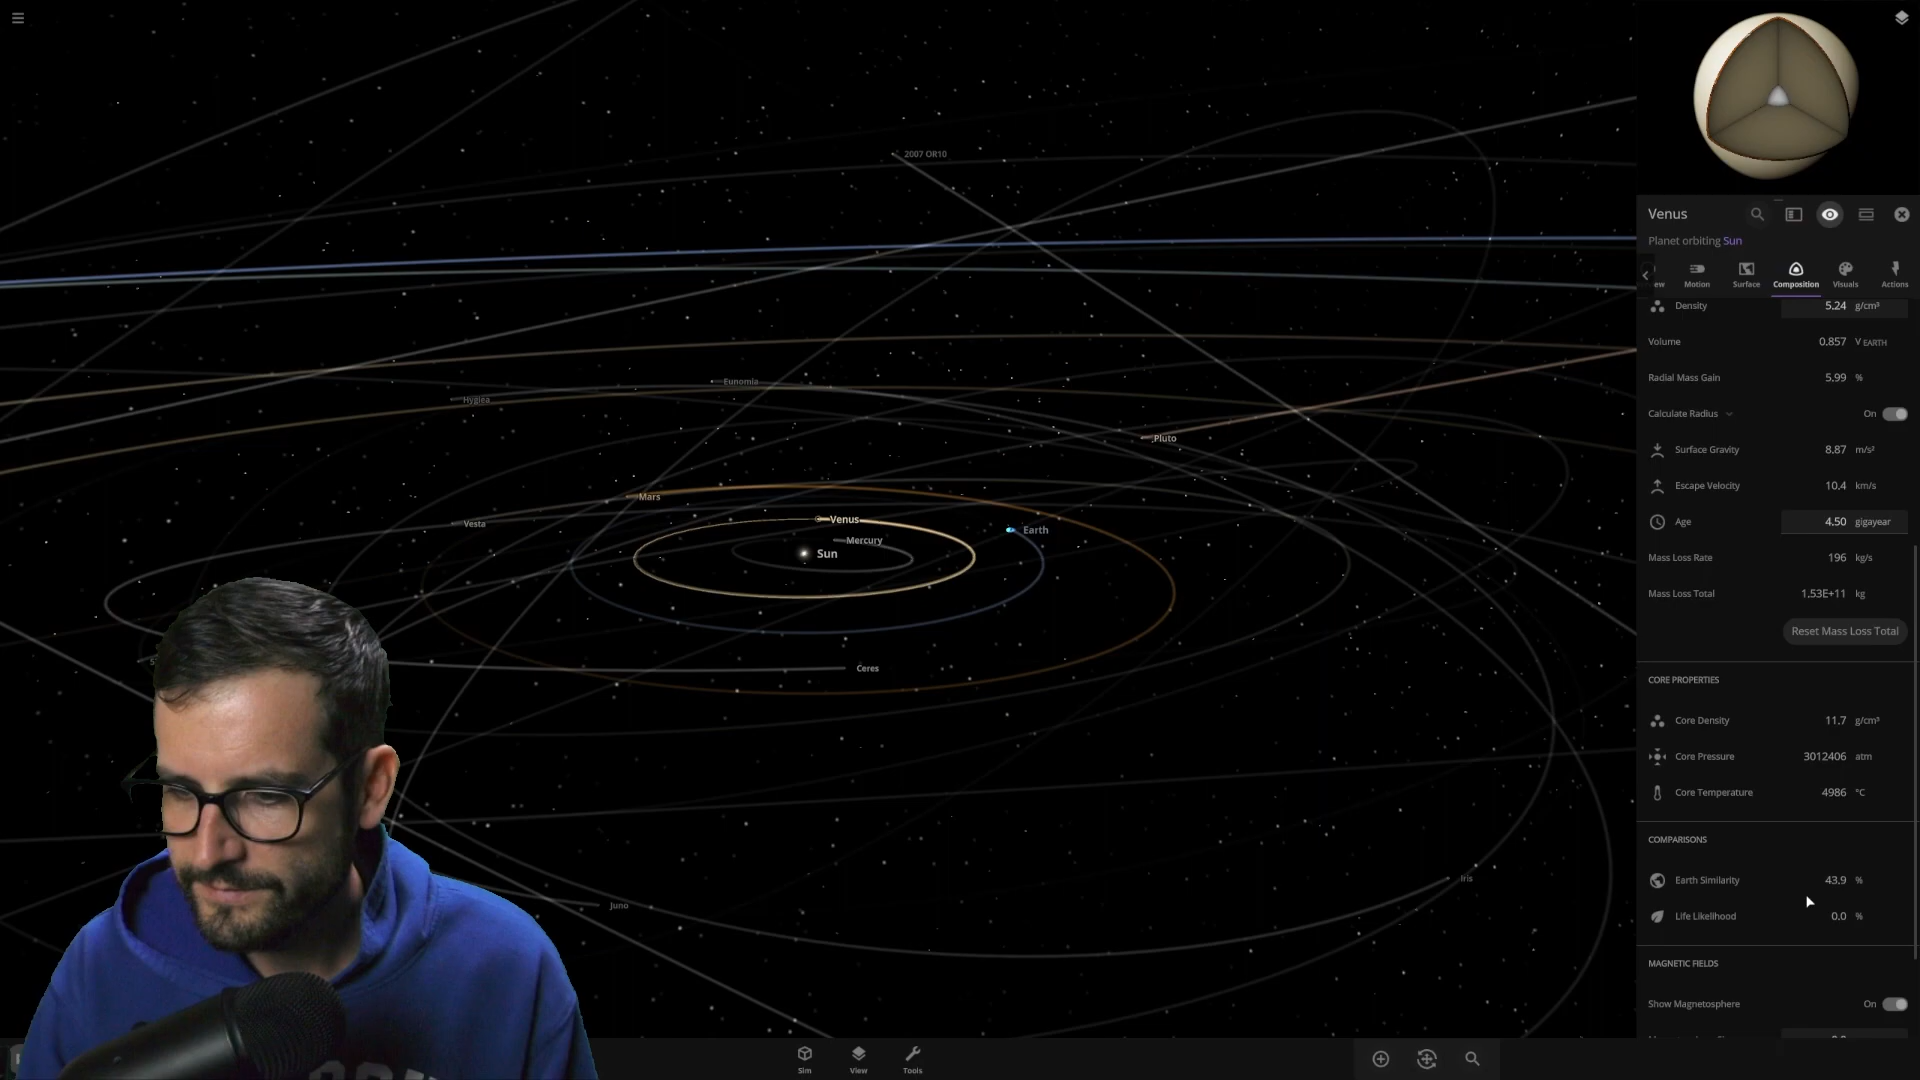 2007 OR10
Eunomia
Hygiea
Pluto
Mars
Venus
Vesta
Earth
Mercury
Sun
Ceres
Iris
Juno
Sim
View
Tools
Venus
Planet orbiting Sun
Motion
Surface
Composition
Visuals
Actions
Density 5.24 g/cm³
Volume 0.857 V EARTH
Radial Mass Gain 5.99 %
Calculate Radius On
Surface Gravity 8.87 m/s²
Escape Velocity 10.4 km/s
Age 4.50 gigayear
Mass Loss Rate 196 kg/s
Mass Loss Total 1.53E+11 kg
Reset Mass Loss Total
CORE PROPERTIES
Core Density 11.7 g/cm³
Core Pressure 3012406 atm
Core Temperature 4986 °C
COMPARISONS
Earth Similarity 43.9 %
Life Likelihood 0.0 %
MAGNETIC FIELDS
Show Magnetosphere On